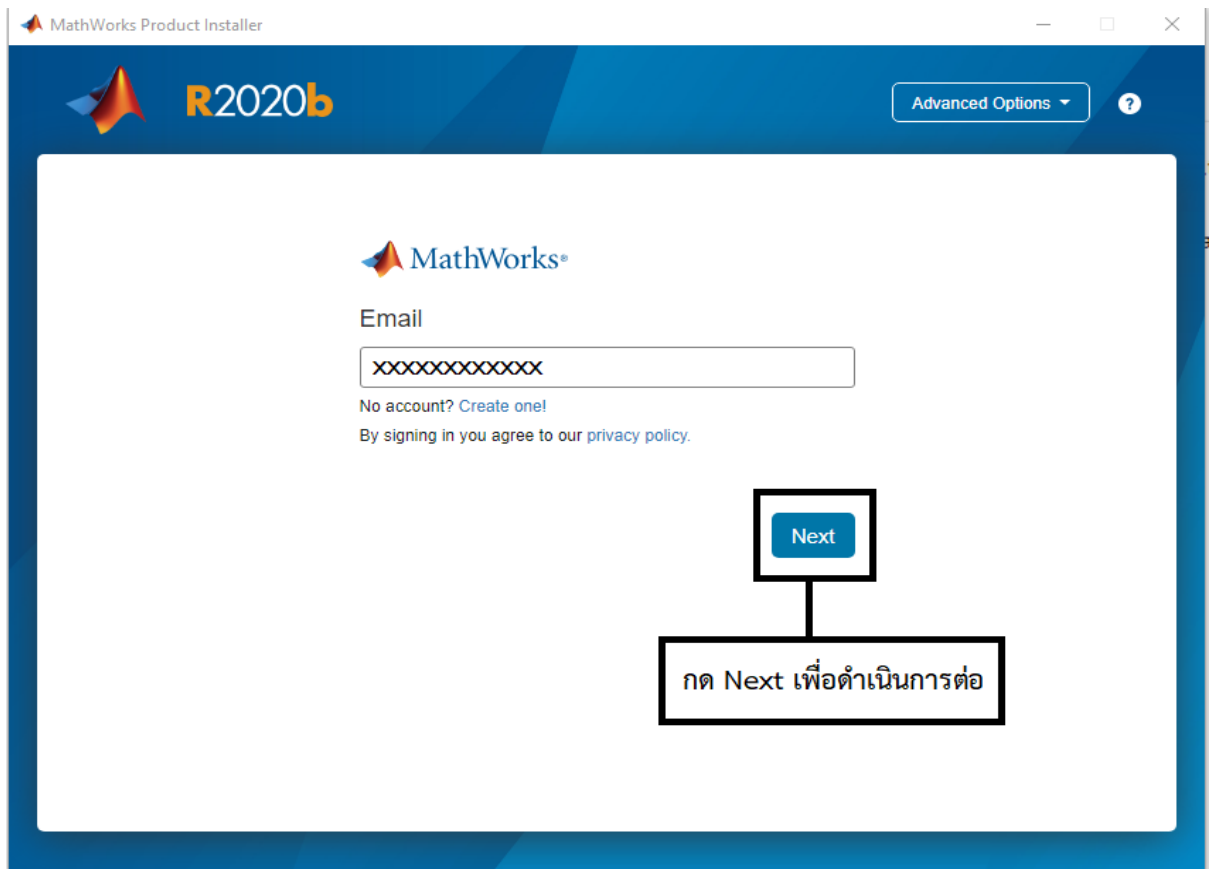 MathWorks Product Installer
R2020b
Advanced Options
?
MathWorks®
Email
XXXXXXXXXXXX
No account? Create one!
By signing in you agree to our privacy policy.
Next
กด Next เพื่อดำเนินการต่อ